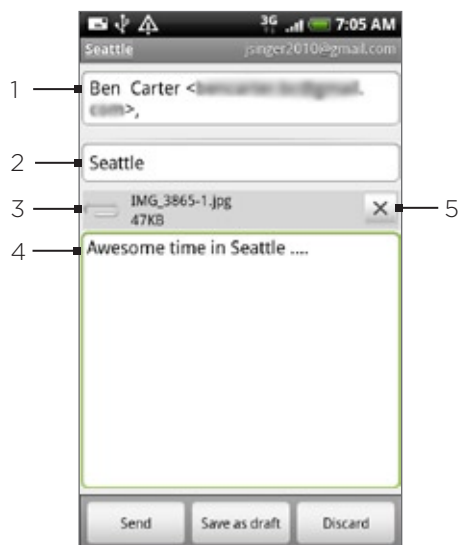 3G 7:05 AM
Seattle jsinger2010@gmail.com
1 Ben Carter <
>,
2 Seattle
3 IMG_3865-1.jpg 5
47KB
4 Awesome time in Seattle ....
Send Save as draft Discard